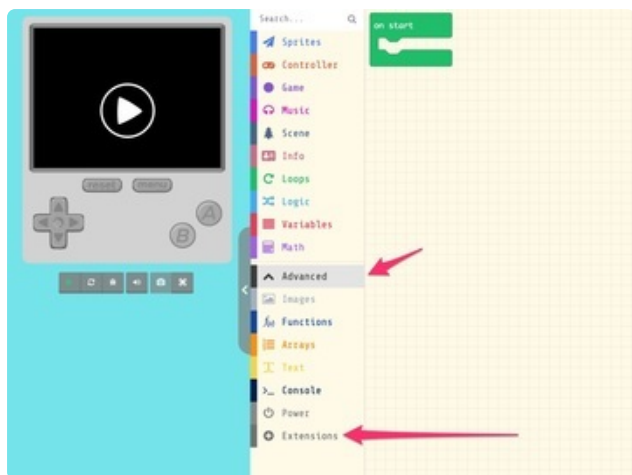 Search...
on start
Sprites
Controller
Game
Music
Scene
Info
Loops
Logic
Variables
Math
reset
menu
A
B
Advanced
Images
Functions
Arrays
Text
Console
Power
Extensions